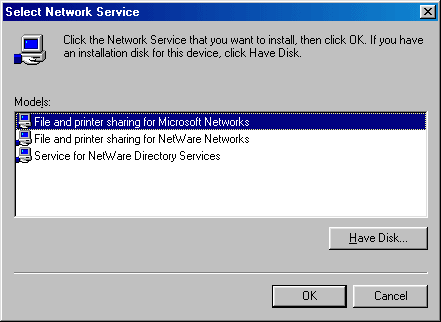 Select Network Service
Click the Network Service that you want to install, then click OK. If you have
an installation disk for this device, click Have Disk.
Models:
File and printer sharing for Microsoft Networks
File and printer sharing for NetWare Networks
Service for NetWare Directory Services
Have Disk...
OK
Cancel